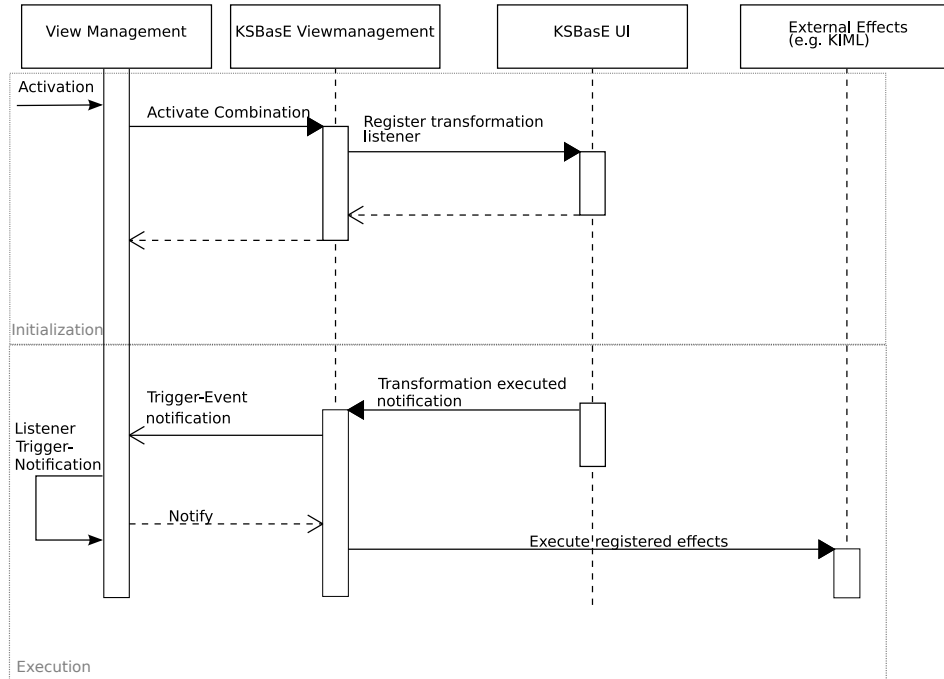 View Management
KSBasE Viewmanagement
KSBasE UI
External Effects
(e.g. KIML)
Activation
Activate Combination
Register transformation
listener
Initialization
Transformation executed
notification
Trigger-Event
notification
Listener
Trigger-
Notification
Notify
Execute registered effects
Execution